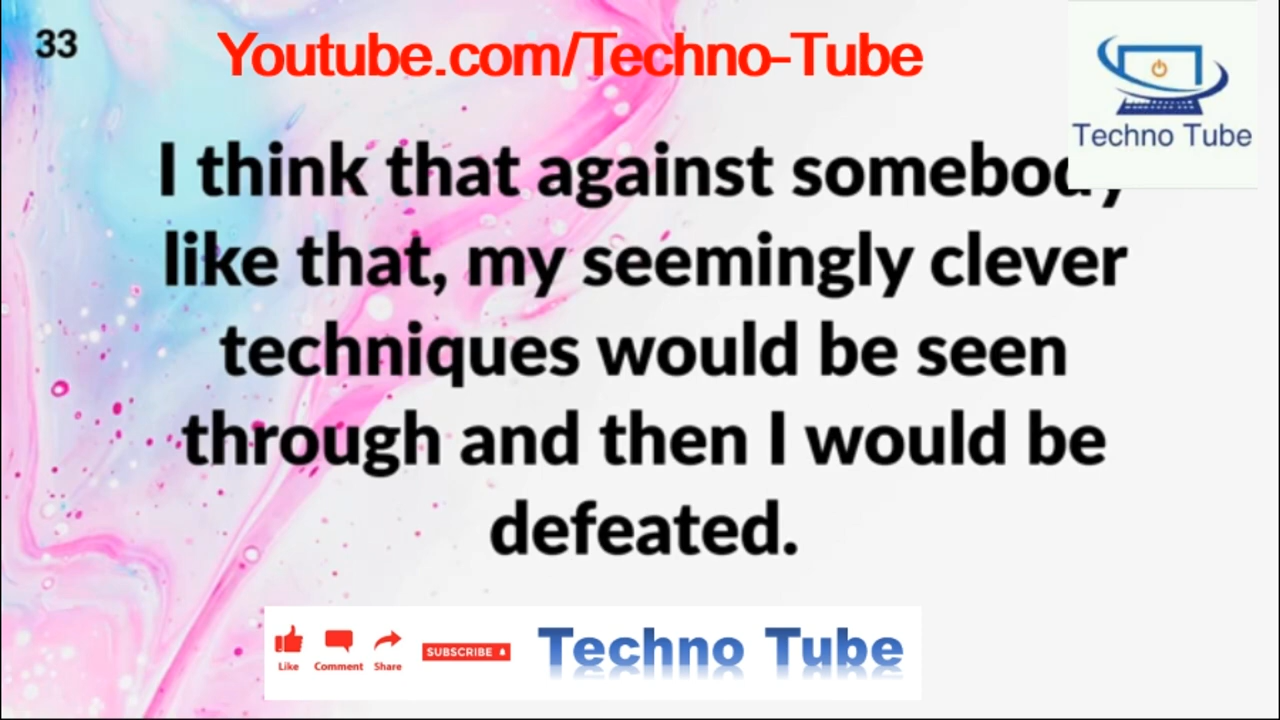 33
Youtube.com/Techno-Tube
Techno Tube
I think that against somebody
like that, my seemingly clever
techniques would be seen
through and then I would be
defeated.
Like
Comment
Share
SUBSCRIBE
Techno Tube